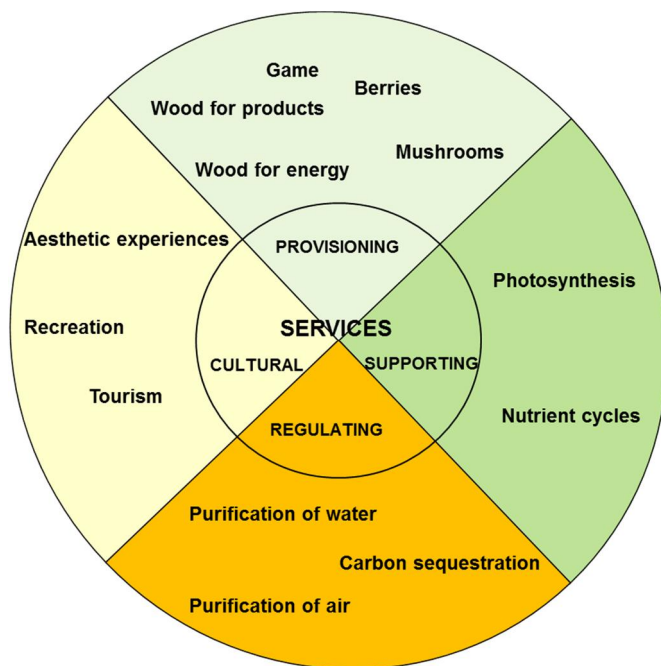 Game
Berries
Wood for products
Mushrooms
Wood for energy
Aesthetic experiences
PROVISIONING
Photosynthesis
Recreation
SERVICES
CULTURAL
SUPPORTING
Tourism
Nutrient cycles
REGULATING
Purification of water
Carbon sequestration
Purification of air